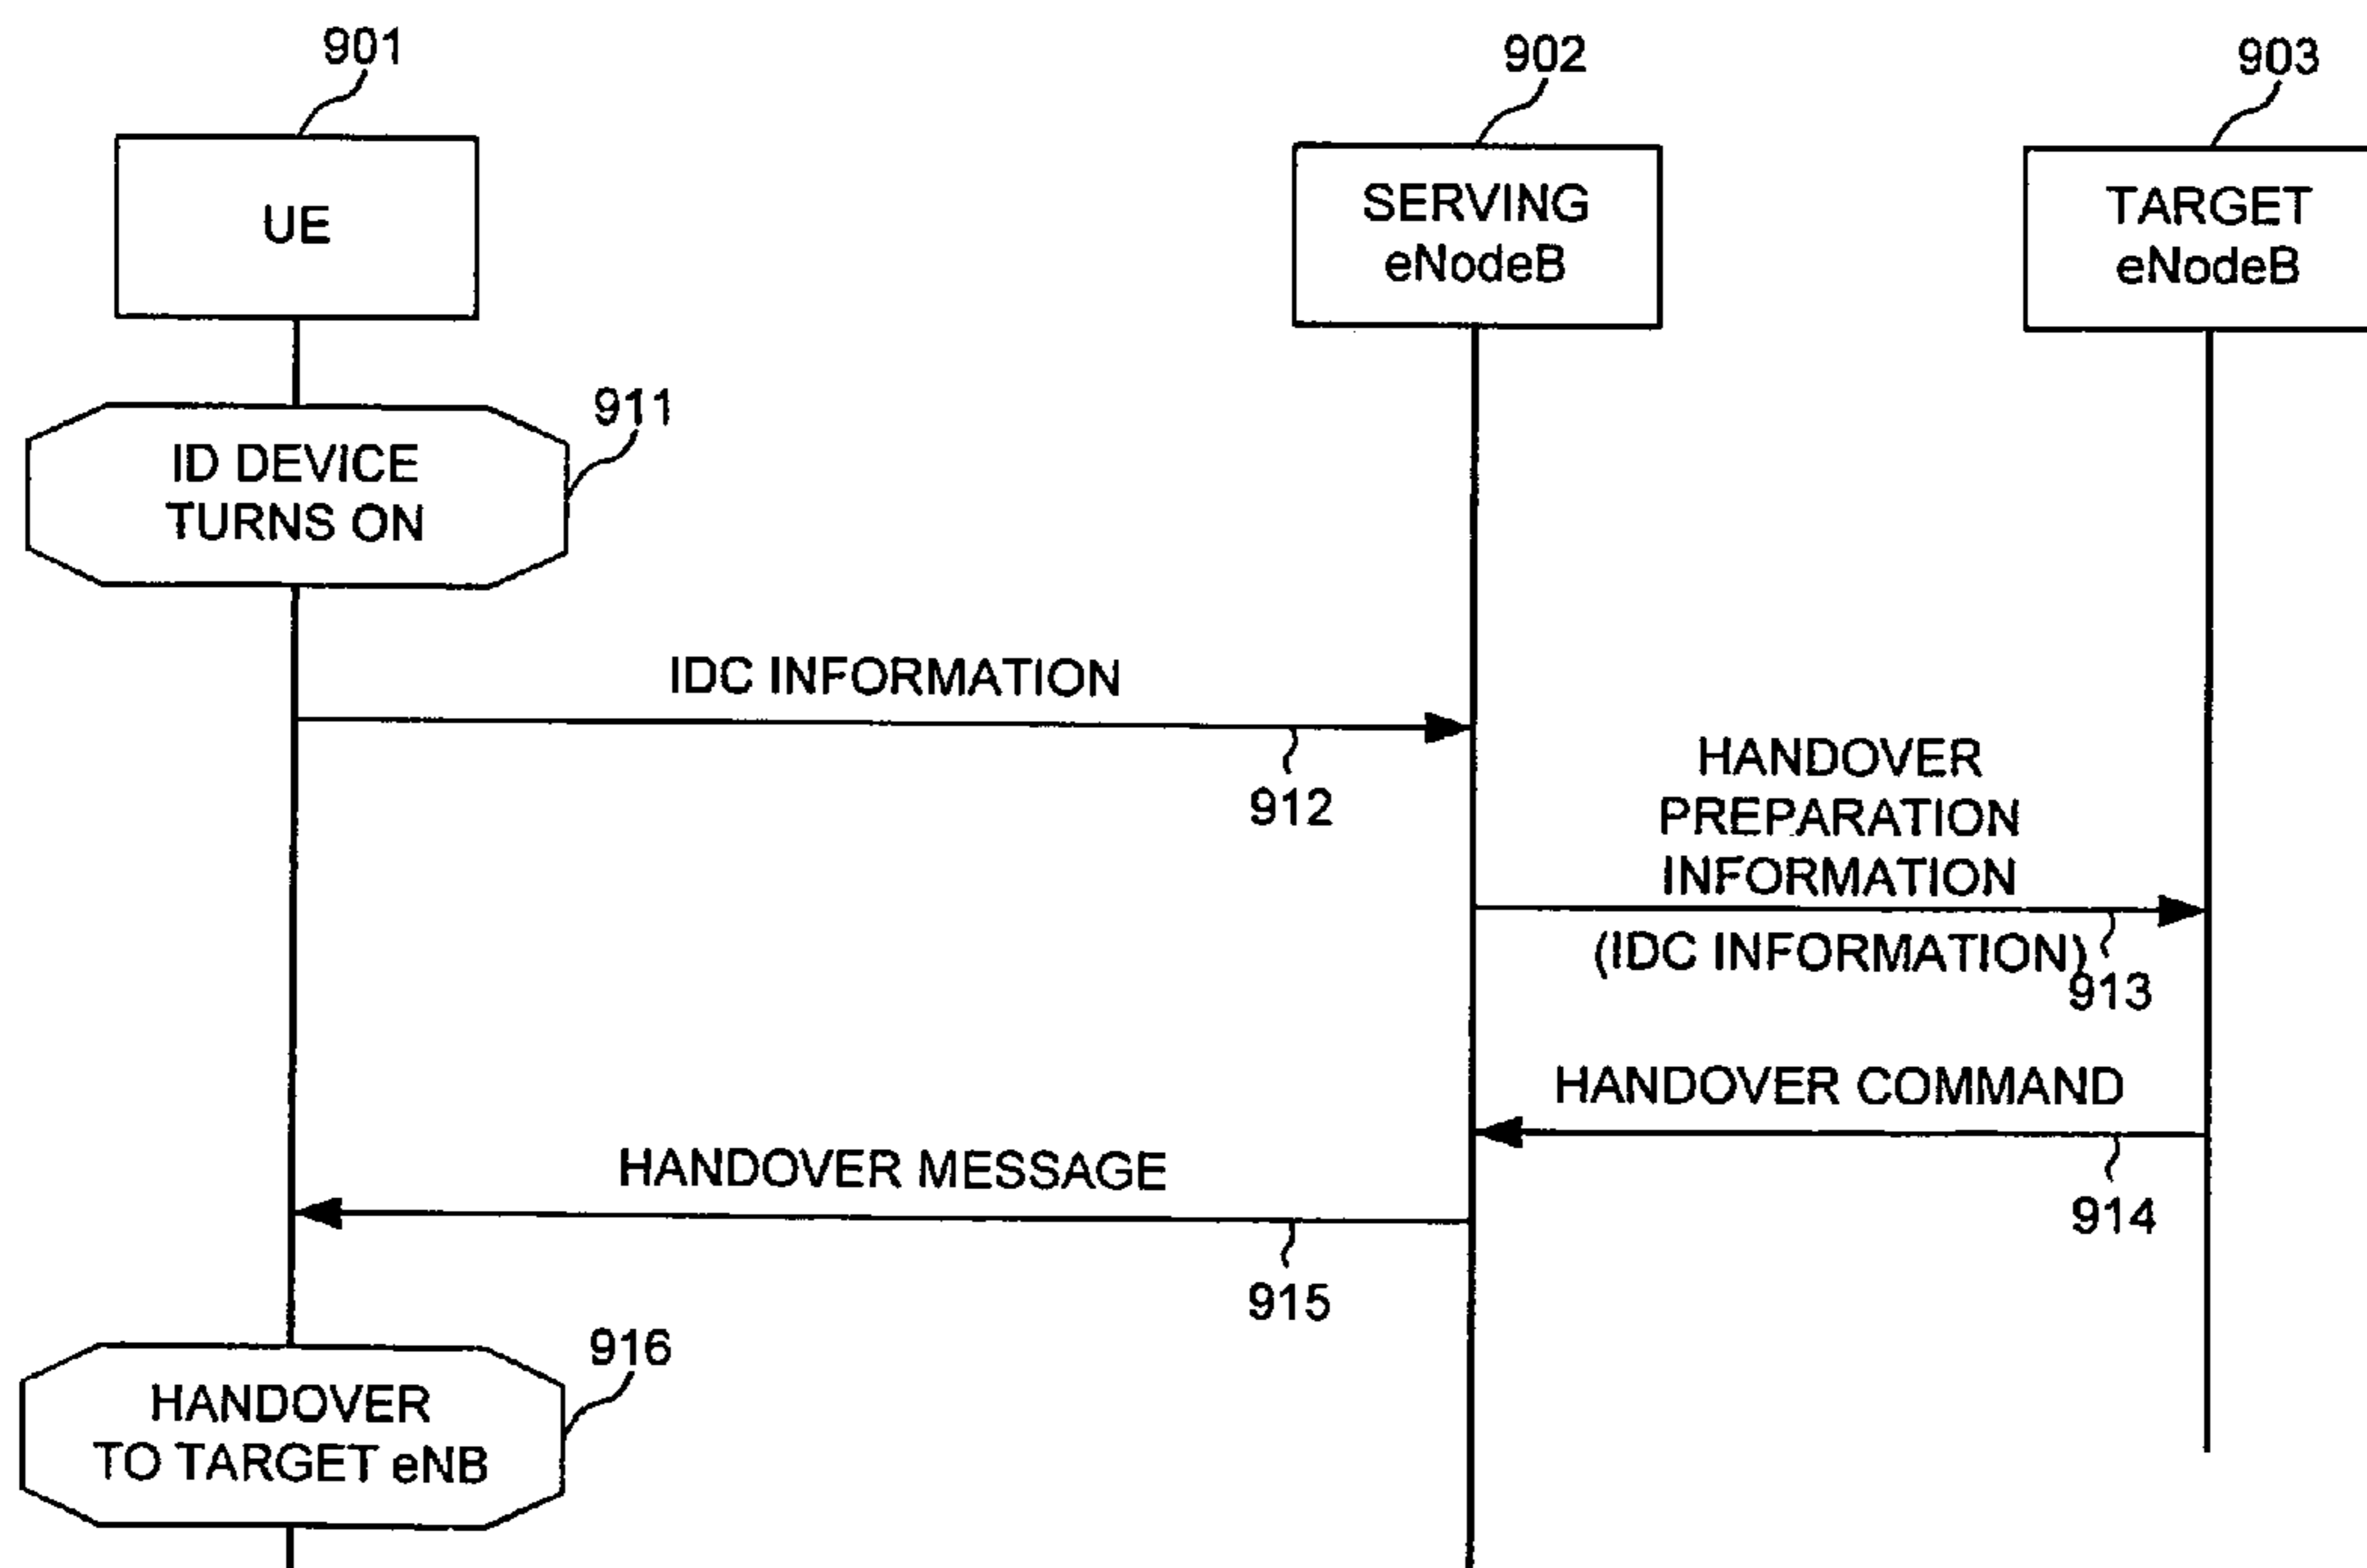 901
902
903
UE
SERVING
eNodeB
TARGET
eNodeB
911
ID DEVICE
TURNS ON
IDC INFORMATION
912
HANDOVER
PREPARATION
INFORMATION
(IDC INFORMATION)
913
HANDOVER COMMAND
914
HANDOVER MESSAGE
915
916
HANDOVER
TO TARGET eNB